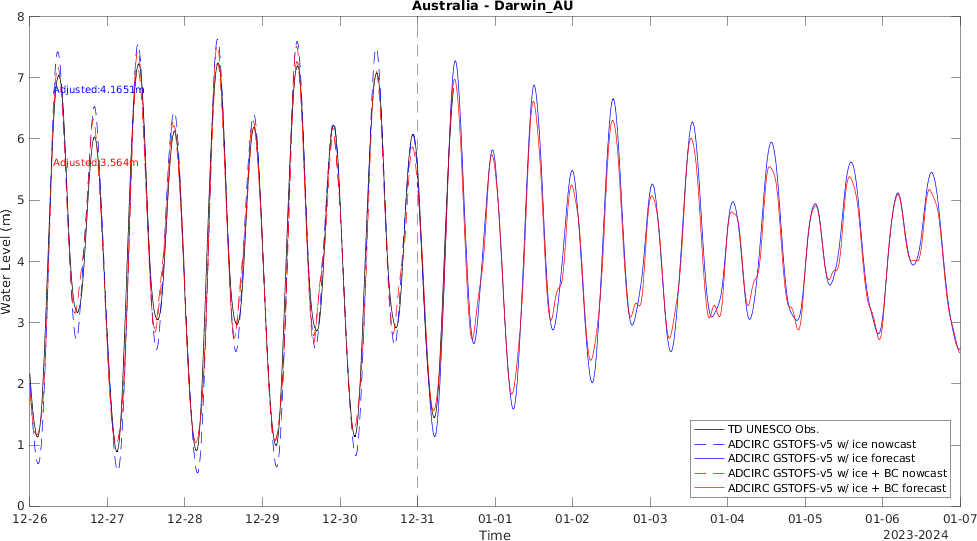 Australia - Darwin_AU
8
7
6
5
4
3
2
1
0
Water Level (m)
Adjusted:4.1651m
Adjusted:3.564m
TD UNESCO Obs.
ADCIRC GSTOFS-v5 w/ ice nowcast
ADCIRC GSTOFS-v5 w/ ice forecast
ADCIRC GSTOFS-v5 w/ ice + BC nowcast
ADCIRC GSTOFS-v5 w/ ice + BC forecast
12-26 12-27 12-28 12-29 12-30 12-31 01-01 01-02 01-03 01-04 01-05 01-06 01-07
Time
2023-2024